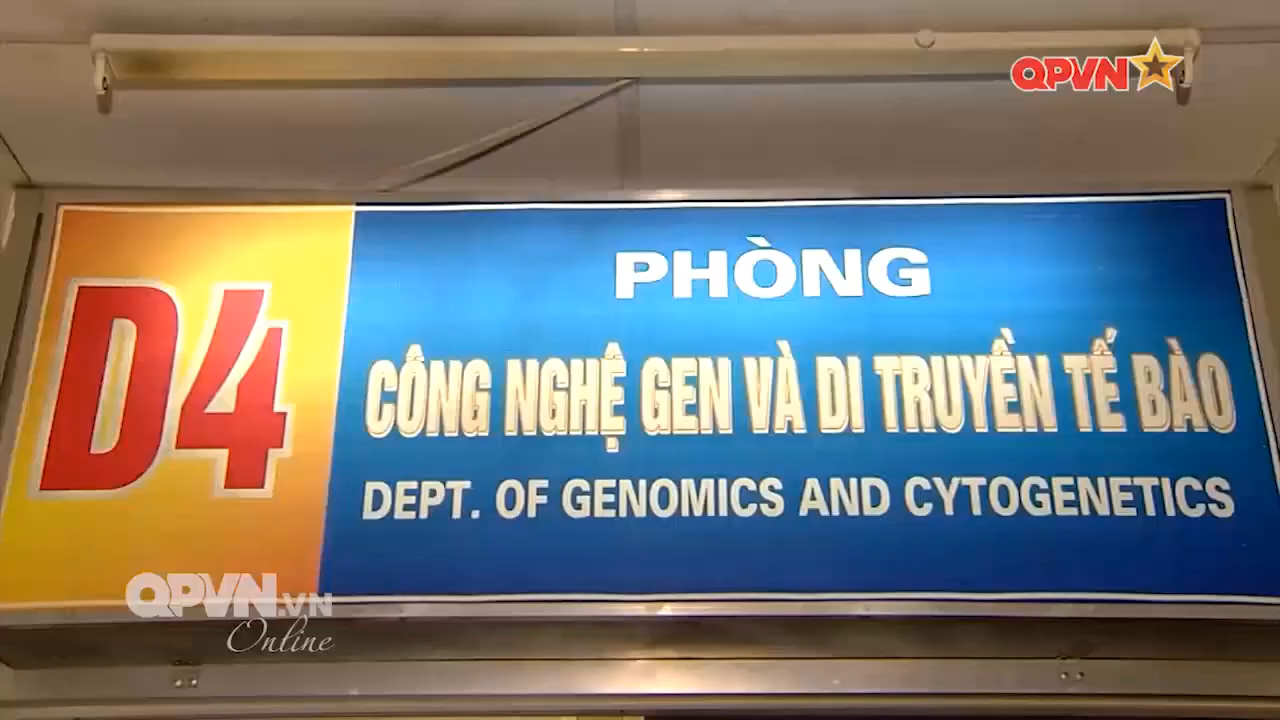 QPVN
D4
PHÒNG
CÔNG NGHỆ GEN VÀ DI TRUYỀN TẾ BÀO
DEPT. OF GENOMICS AND CYTOGENETICS
QPVN.VN
Online